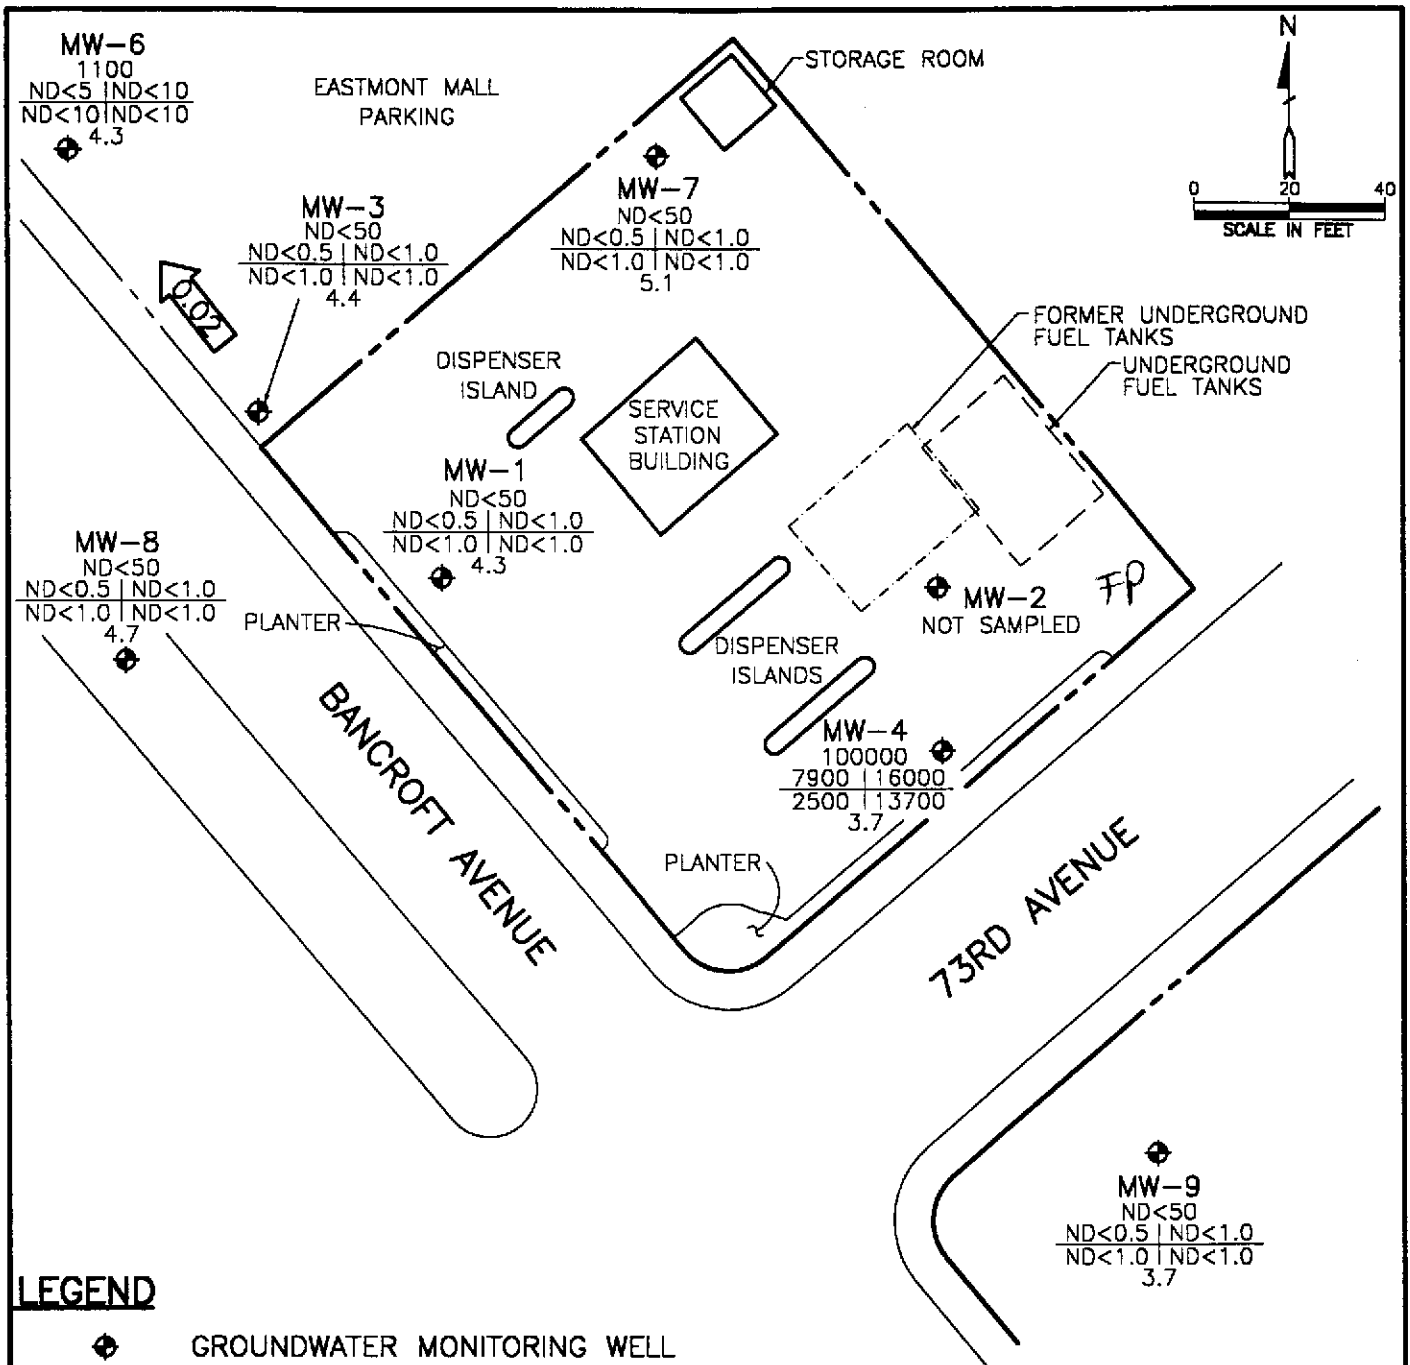 MW-6
1100
ND<5 | ND<10
ND<10 | ND<10
4.3
EASTMONT MALL
PARKING
STORAGE ROOM
N
0 20 40
SCALE IN FEET
MW-7
ND<50
ND<0.5 | ND<1.0
ND<1.0 | ND<1.0
5.1
MW-3
ND<50
ND<0.5 | ND<1.0
ND<1.0 | ND<1.0
4.4
0.02
FORMER UNDERGROUND
FUEL TANKS
UNDERGROUND
FUEL TANKS
DISPENSER
ISLAND
SERVICE
STATION
BUILDING
MW-1
ND<50
ND<0.5 | ND<1.0
ND<1.0 | ND<1.0
4.3
MW-8
ND<50
ND<0.5 | ND<1.0
ND<1.0 | ND<1.0
4.7
PLANTER
MW-2
NOT SAMPLED
FP
DISPENSER
ISLANDS
MW-4
100000
7900 | 16000
2500 | 13700
3.7
BANCROFT AVENUE
PLANTER
73RD AVENUE
MW-9
ND<50
ND<0.5 | ND<1.0
ND<1.0 | ND<1.0
3.7
LEGEND
GROUNDWATER MONITORING WELL